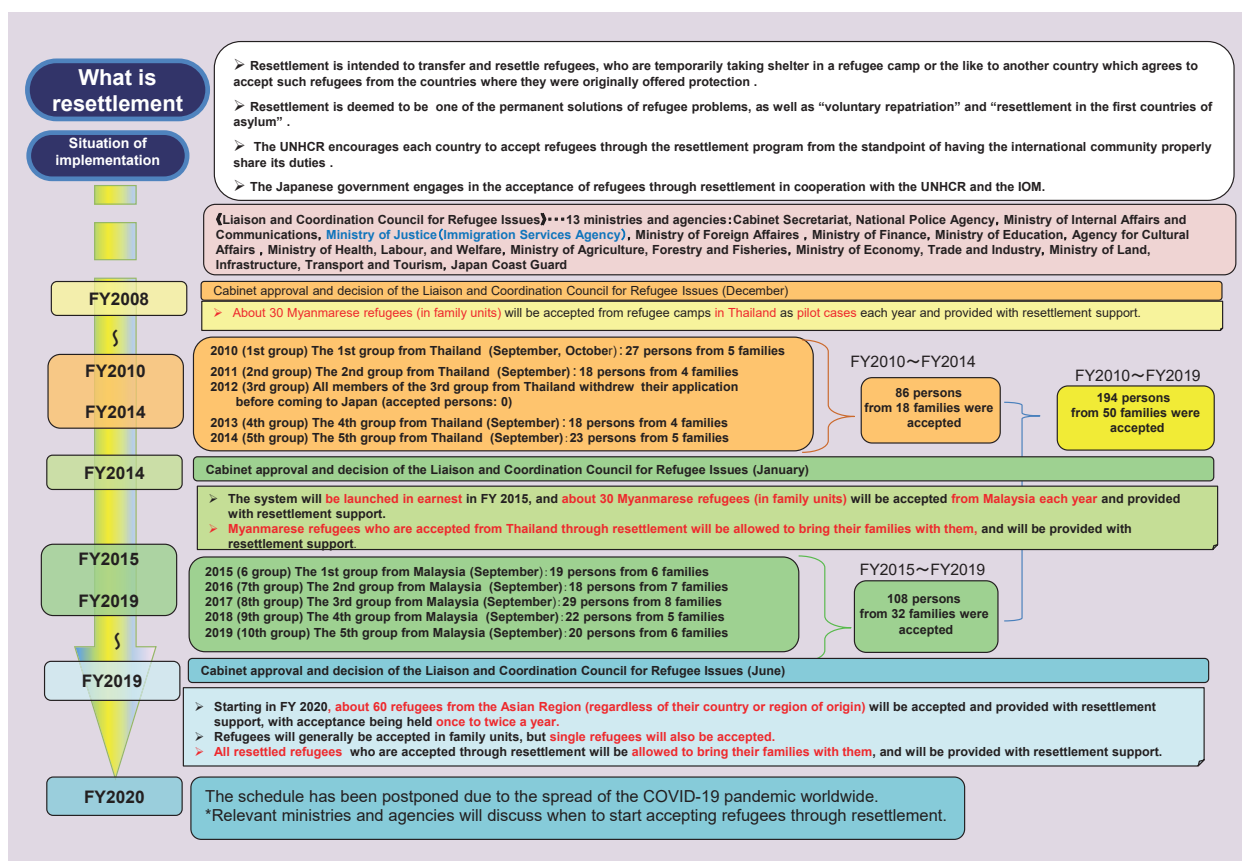 What is
resettlement
➢ Resettlement is intended to transfer and resettle refugees, who are temporarily taking shelter in a refugee camp or the like to another country which agrees to
accept such refugees from the countries where they were originally offered protection .
➢ Resettlement is deemed to be one of the permanent solutions of refugee problems, as well as “voluntary repatriation” and “resettlement in the first countries of
asylum” .
➢ The UNHCR encourages each country to accept refugees through the resettlement program from the standpoint of having the international community properly
share its duties .
➢ The Japanese government engages in the acceptance of refugees through resettlement in cooperation with the UNHCR and the IOM.
Situation of
implementation
《Liaison and Coordination Council for Refugee Issues》･･･13 ministries and agencies：Cabinet Secretariat, National Police Agency, Ministry of Internal Affairs and
Communications, Ministry of Justice（Immigration Services Agency）, Ministry of Foreign Affaires , Ministry of Finance, Ministry of Education, Agency for Cultural
Affairs , Ministry of Health, Labour, and Welfare, Ministry of Agriculture, Forestry and Fisheries, Ministry of Economy, Trade and Industry, Ministry of Land,
Infrastructure, Transport and Tourism, Japan Coast Guard
FY2008
Cabinet approval and decision of the Liaison and Coordination Council for Refugee Issues (December)
➢ About 30 Myanmarese refugees (in family units) will be accepted from refugee camps in Thailand as pilot cases each year and provided with resettlement support.
～
FY2010
FY2014
2010 (1st group) The 1st group from Thailand (September, October)：27 persons from 5 families
2011 (2nd group) The 2nd group from Thailand (September)：18 persons from 4 families
2012 (3rd group) All members of the 3rd group from Thailand withdrew their application
before coming to Japan (accepted persons: 0)
2013 (4th group) The 4th group from Thailand (September)：18 persons from 4 families
2014 (5th group) The 5th group from Thailand (September)：23 persons from 5 families
FY2010～FY2014
86 persons
from 18 families were
accepted
FY2010～FY2019
194 persons
from 50 families were
accepted
FY2014
Cabinet approval and decision of the Liaison and Coordination Council for Refugee Issues (January)
➢ The system will be launched in earnest in FY 2015, and about 30 Myanmarese refugees (in family units) will be accepted from Malaysia each year and provided
with resettlement support.
➢ Myanmarese refugees who are accepted from Thailand through resettlement will be allowed to bring their families with them, and will be provided with
resettlement support.
FY2015
FY2019
～
2015 (6 group) The 1st group from Malaysia (September)：19 persons from 6 families
2016 (7th group) The 2nd group from Malaysia (September)：18 persons from 7 families
2017 (8th group) The 3rd group from Malaysia (September)：29 persons from 8 families
2018 (9th group) The 4th group from Malaysia (September)：22 persons from 5 families
2019 (10th group) The 5th group from Malaysia (September)：20 persons from 6 families
FY2015～FY2019
108 persons
from 32 families were
accepted
FY2019
Cabinet approval and decision of the Liaison and Coordination Council for Refugee Issues (June)
➢ Starting in FY 2020, about 60 refugees from the Asian Region (regardless of their country or region of origin) will be accepted and provided with resettlement
support, with acceptance being held once to twice a year.
➢ Refugees will generally be accepted in family units, but single refugees will also be accepted.
➢ All resettled refugees who are accepted through resettlement will be allowed to bring their families with them, and will be provided with resettlement support.
FY2020
The schedule has been postponed due to the spread of the COVID-19 pandemic worldwide.
*Relevant ministries and agencies will discuss when to start accepting refugees through resettlement.